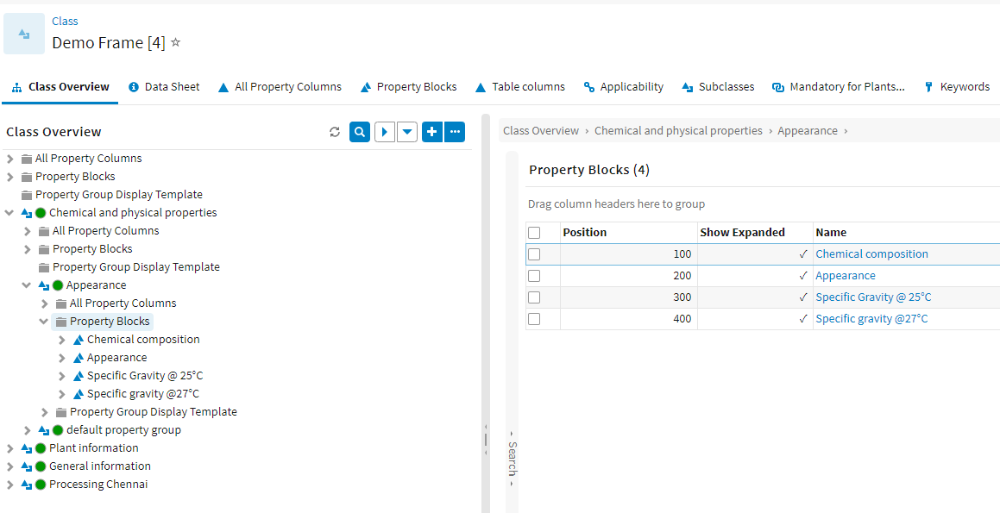 Class
Demo Frame [4] ☆
Class Overview Data Sheet All Property Columns Property Blocks Table columns Applicability Subclasses Mandatory for Plants... Keywords
Class Overview
All Property Columns
Property Blocks
Property Group Display Template
Chemical and physical properties
All Property Columns
Property Blocks
Property Group Display Template
Appearance
All Property Columns
Property Blocks
Chemical composition
Appearance
Specific Gravity @ 25°C
Specific gravity @27°C
Property Group Display Template
default property group
Plant information
General information
Processing Chennai
Class Overview › Chemical and physical properties › Appearance ›
Search
Property Blocks (4)
Drag column headers here to group
Position Show Expanded Name
100 ✓ Chemical composition
200 ✓ Appearance
300 ✓ Specific Gravity @ 25°C
400 ✓ Specific gravity @27°C